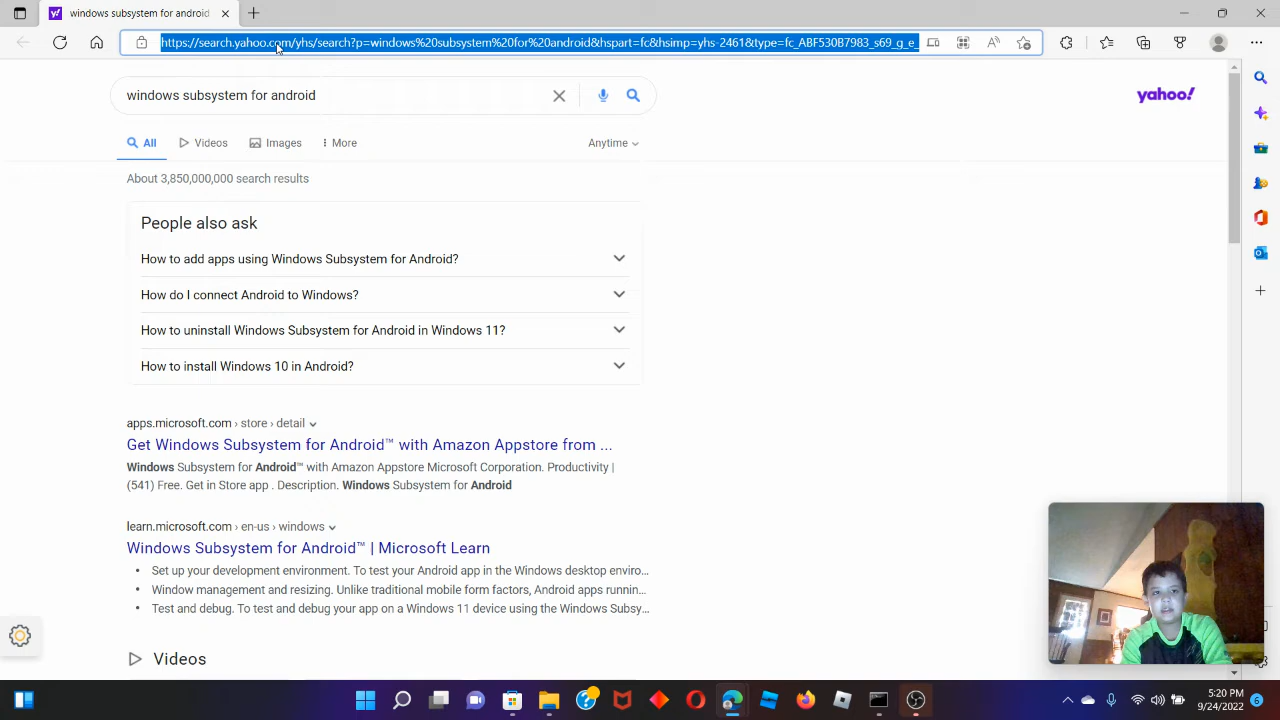 windows subsystem for android
https://search.yahoo.com/yhs/search?p=windows%20subsystem%20for%20android&hspart=fc&hsimp=yhs-2461&type=fc_ABF530B7983_s69_g_e_
windows subsystem for android
yahoo!
All Videos Images More Anytime
About 3,850,000,000 search results
People also ask
How to add apps using Windows Subsystem for Android?
How do I connect Android to Windows?
How to uninstall Windows Subsystem for Android in Windows 11?
How to install Windows 10 in Android?
apps.microsoft.com › store › detail
Get Windows Subsystem for Android™ with Amazon Appstore from ...
Windows Subsystem for Android™ with Amazon Appstore Microsoft Corporation. Productivity |
(541) Free. Get in Store app . Description. Windows Subsystem for Android
learn.microsoft.com › en-us › windows
Windows Subsystem for Android™ | Microsoft Learn
• Set up your development environment. To test your Android app in the Windows desktop enviro...
• Window management and resizing. Unlike traditional mobile form factors, Android apps runnin...
• Test and debug. To test and debug your app on a Windows 11 device using the Windows Subsy...
Videos
5:20 PM
9/24/2022
6